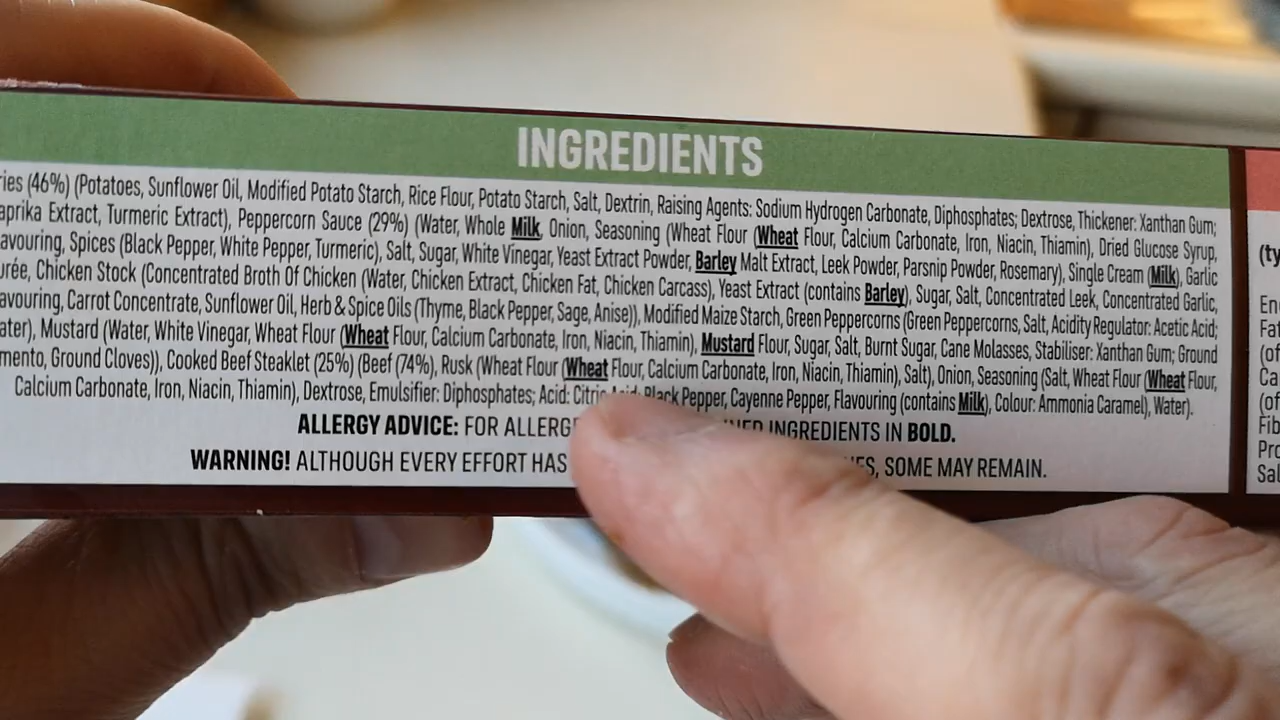 INGREDIENTS
ries (46%) (Potatoes, Sunflower Oil, Modified Potato Starch, Rice Flour, Potato Starch, Salt, Dextrin, Raising Agents: Sodium Hydrogen Carbonate, Diphosphates; Dextrose, Thickener: Xanthan Gum;
aprika Extract, Turmeric Extract), Peppercorn Sauce (29%) (Water, Whole Milk, Onion, Seasoning (Wheat Flour (Wheat Flour, Calcium Carbonate, Iron, Niacin, Thiamin), Dried Glucose Syrup,
avouring, Spices (Black Pepper, White Pepper, Turmeric), Salt, Sugar, White Vinegar, Yeast Extract Powder, Barley Malt Extract, Leek Powder, Parsnip Powder, Rosemary), Single Cream (Milk), Garlic
urée, Chicken Stock (Concentrated Broth Of Chicken (Water, Chicken Extract, Chicken Fat, Chicken Carcass), Yeast Extract (contains Barley), Sugar, Salt, Concentrated Leek, Concentrated Garlic,
avouring, Carrot Concentrate, Sunflower Oil, Herb & Spice Oils (Thyme, Black Pepper, Sage, Anise)), Modified Maize Starch, Green Peppercorns (Green Peppercorns, Salt, Acidity Regulator: Acetic Acid;
ater), Mustard (Water, White Vinegar, Wheat Flour (Wheat Flour, Calcium Carbonate, Iron, Niacin, Thiamin), Mustard Flour, Sugar, Salt, Burnt Sugar, Cane Molasses, Stabiliser: Xanthan Gum; Ground
mento, Ground Cloves)), Cooked Beef Steaklet (25%) (Beef (74%), Rusk (Wheat Flour (Wheat Flour, Calcium Carbonate, Iron, Niacin, Thiamin), Salt), Onion, Seasoning (Salt, Wheat Flour (Wheat Flour,
Calcium Carbonate, Iron, Niacin, Thiamin), Dextrose, Emulsifier: Diphosphates; Acid: Citric Acid; Black Pepper, Cayenne Pepper, Flavouring (contains Milk), Colour: Ammonia Caramel), Water).
ALLERGY ADVICE: FOR ALLERGE INGREDIENTS IN BOLD.
WARNING! ALTHOUGH EVERY EFFORT HAS SOME MAY REMAIN.
(ty
En
Fa
(of
Ca
(of
Fib
Pro
Sal